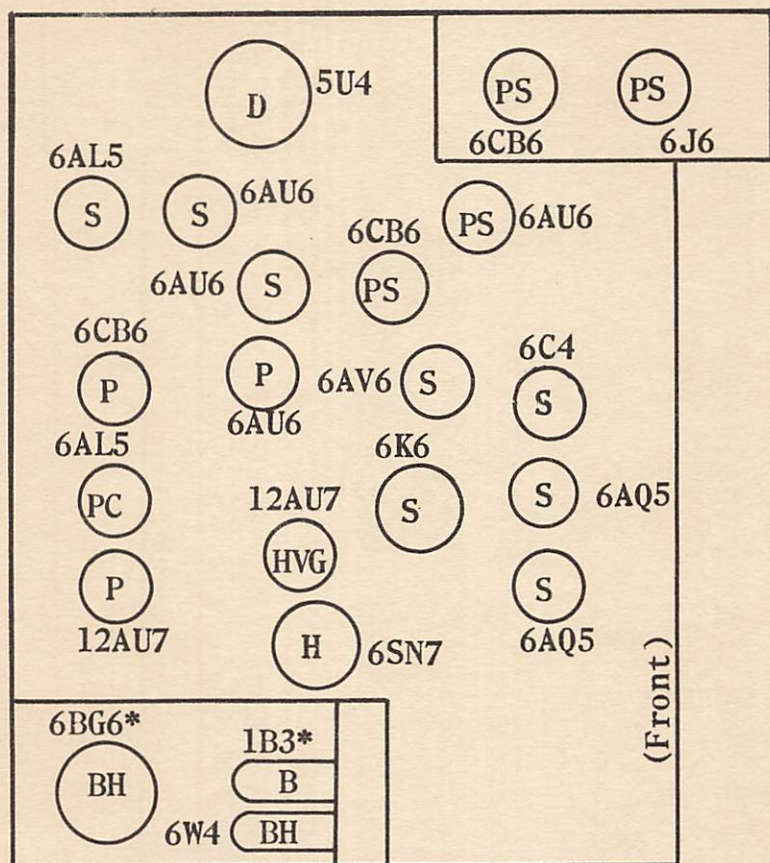 D 5U4
PS PS
6CB6 6J6
6AL5
S S 6AU6
PS 6AU6
6CB6
6AU6 S PS
6CB6
P
P
6AU6
6AV6 S
6C4
S
6AL5
PC
6K6
S
S 6AQ5
12AU7
HVG
P
12AU7
S
6AQ5
H 6SN7
(Front)
6BG6*
BH
1B3*
B
6W4 BH